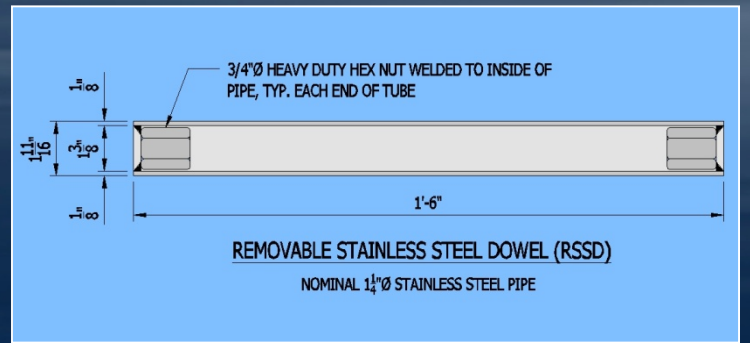 3/4"Ø HEAVY DUTY HEX NUT WELDED TO INSIDE OF
PIPE, TYP. EACH END OF TUBE
1/8"
1 11/16"
1 3/8"
1/8"
1'-6"
REMOVABLE STAINLESS STEEL DOWEL (RSSD)
NOMINAL 1 1/4"Ø STAINLESS STEEL PIPE